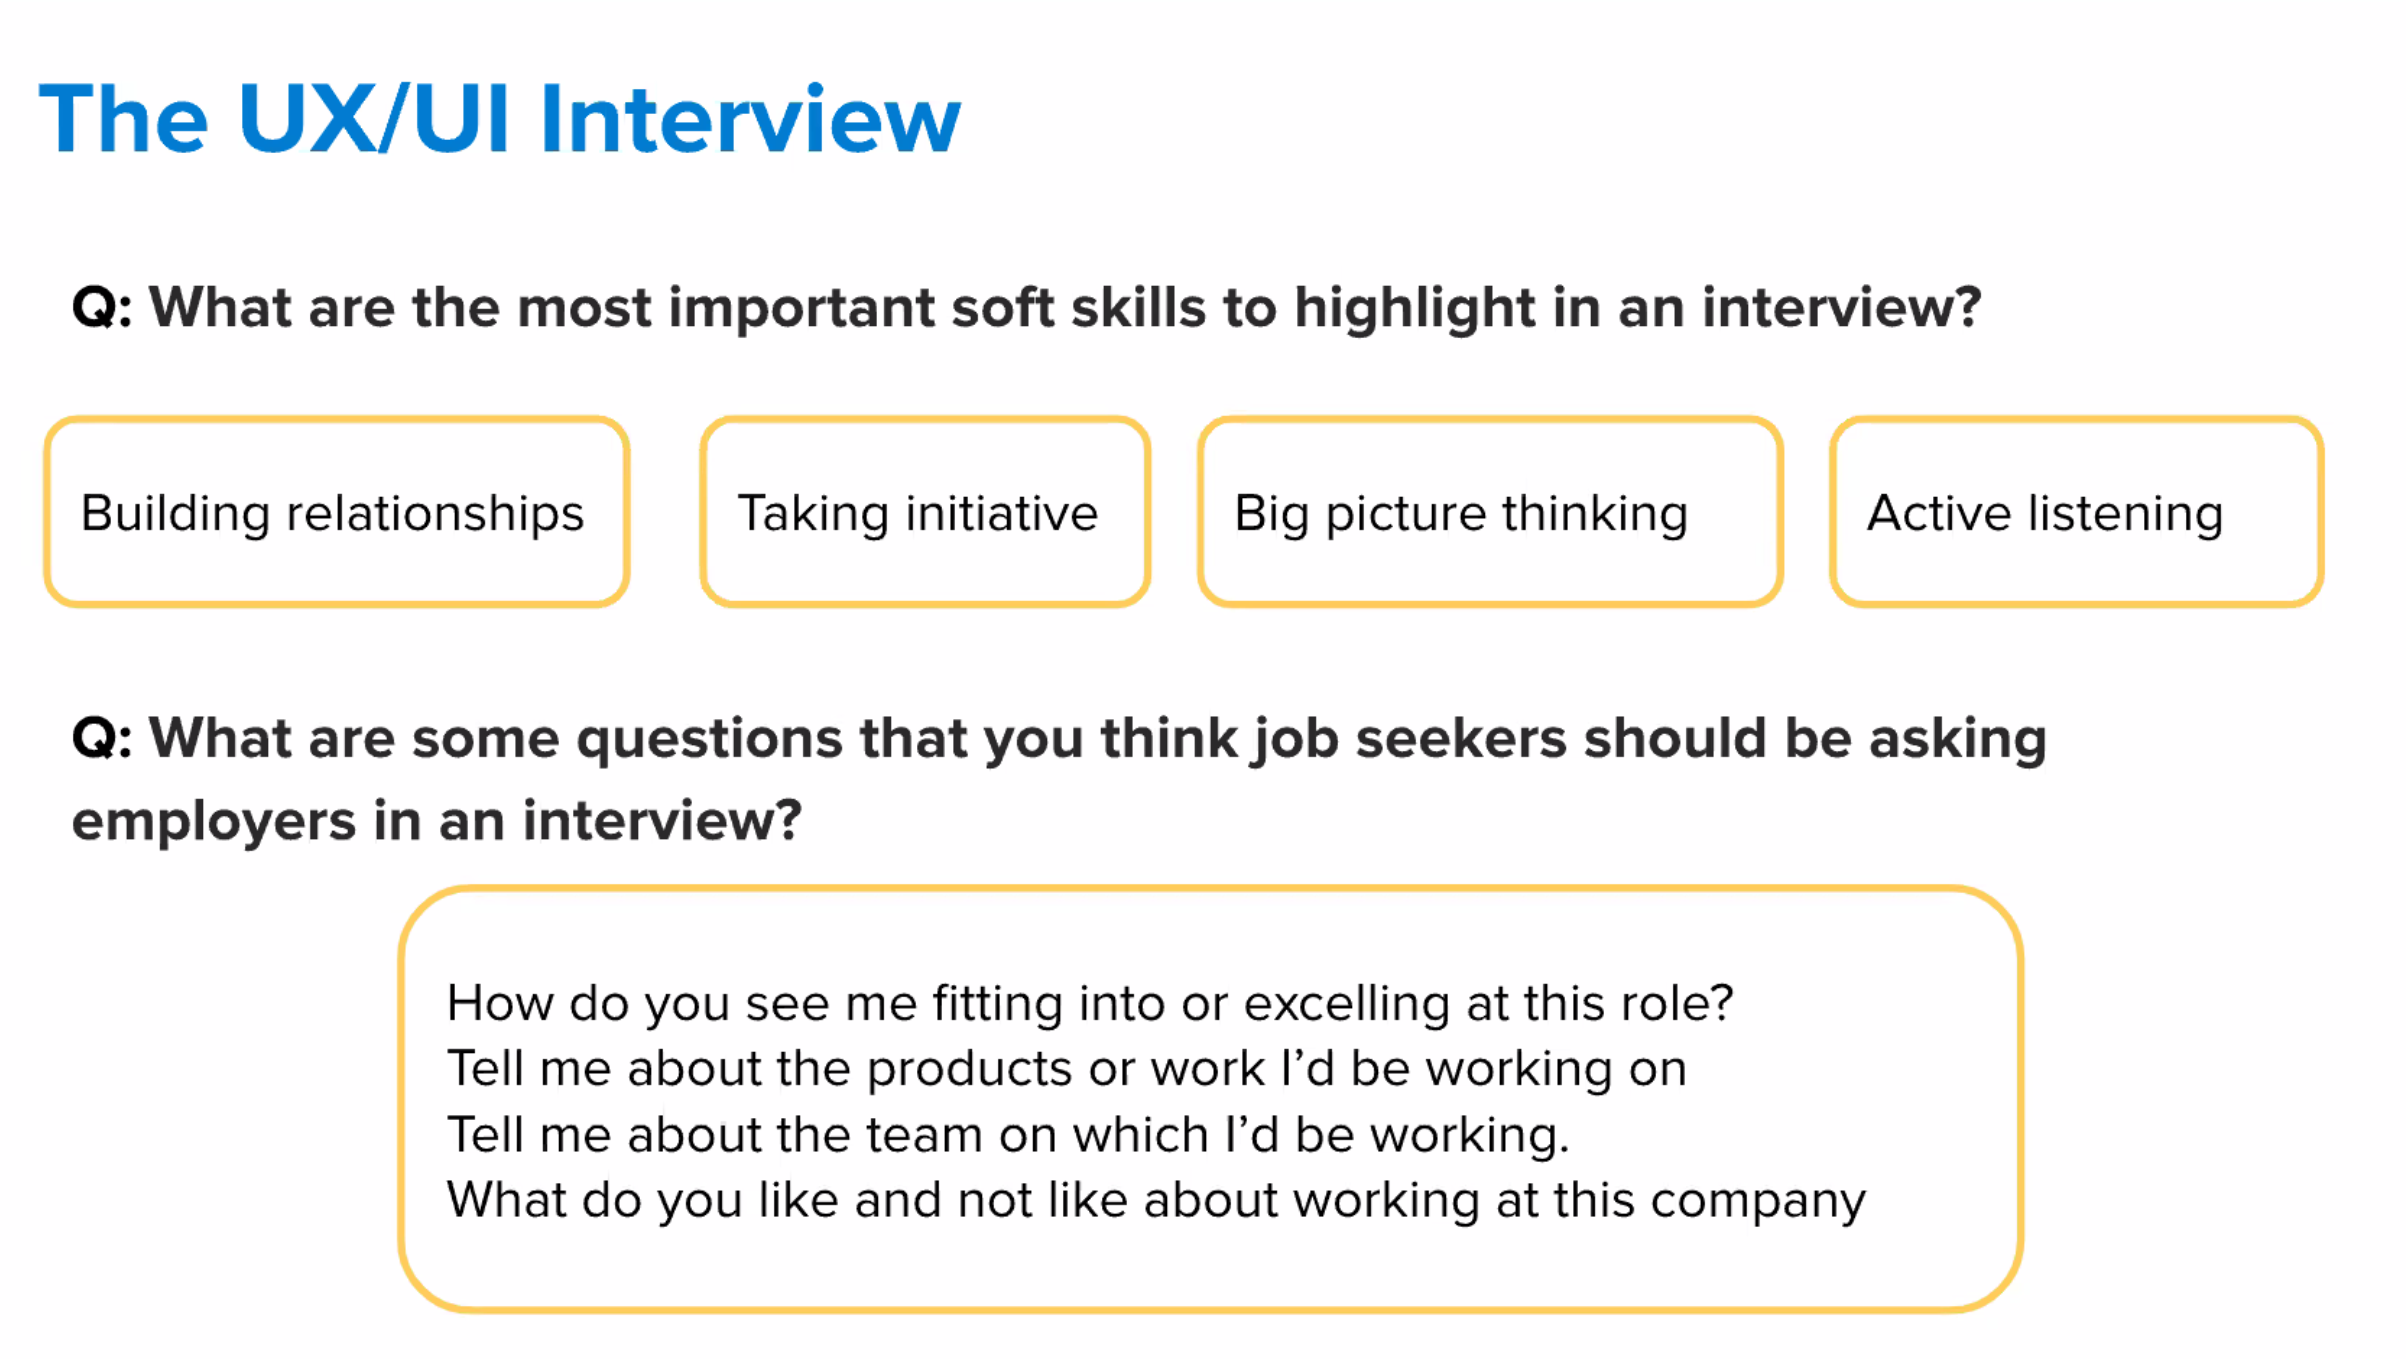 The UX/UI Interview
Q: What are the most important soft skills to highlight in an interview?
Building relationships
Taking initiative
Big picture thinking
Active listening
Q: What are some questions that you think job seekers should be asking
employers in an interview?
How do you see me fitting into or excelling at this role?
Tell me about the products or work I’d be working on
Tell me about the team on which I’d be working.
What do you like and not like about working at this company